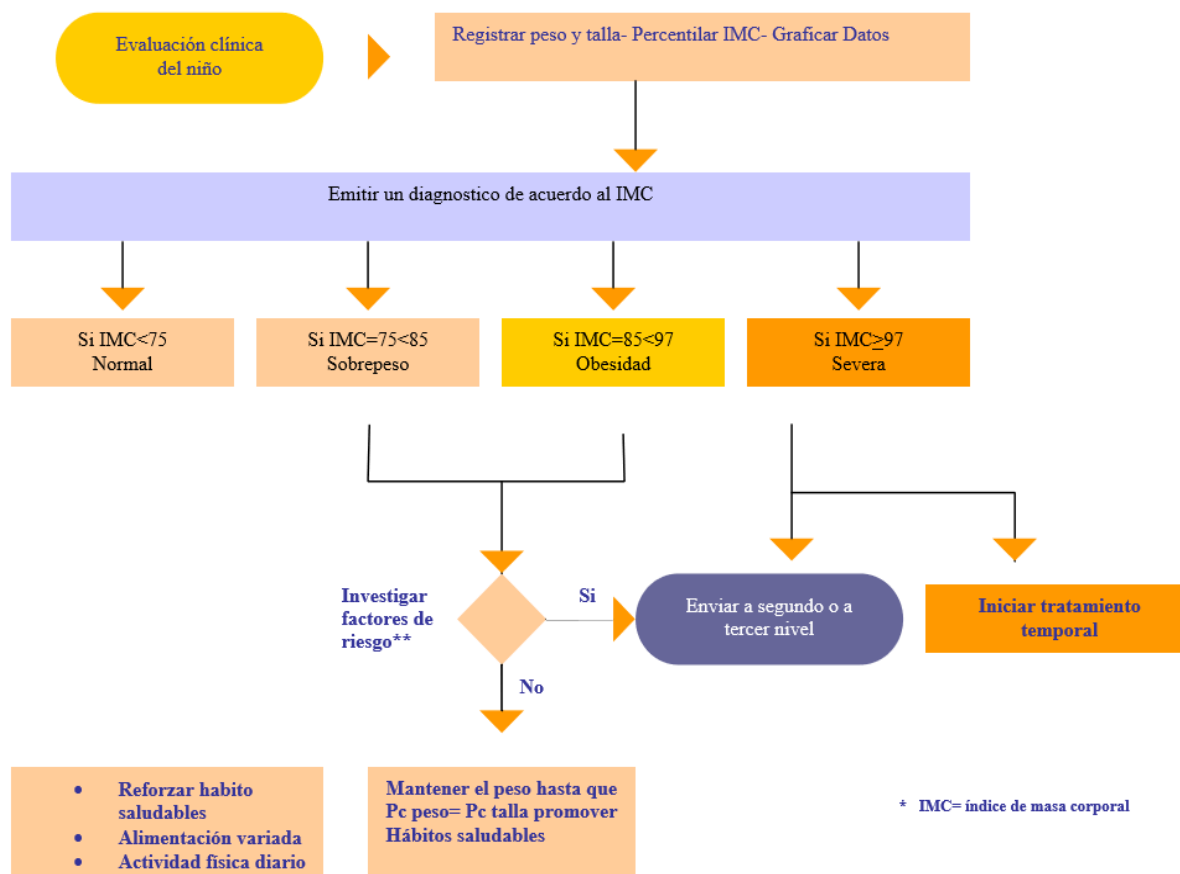 Evaluación clínica
del niño
Registrar peso y talla- Percentilar IMC- Graficar Datos
Emitir un diagnostico de acuerdo al IMC
Si IMC<75
Normal
Si IMC=75<85
Sobrepeso
Si IMC=85<97
Obesidad
Si IMC≥97
Severa
Investigar
factores de
riesgo**
Si
Enviar a segundo o a
tercer nivel
Iniciar tratamiento
temporal
No
• Reforzar habito
saludables
• Alimentación variada
• Actividad física diario
Mantener el peso hasta que
Pc peso= Pc talla promover
Hábitos saludables
* IMC= índice de masa corporal